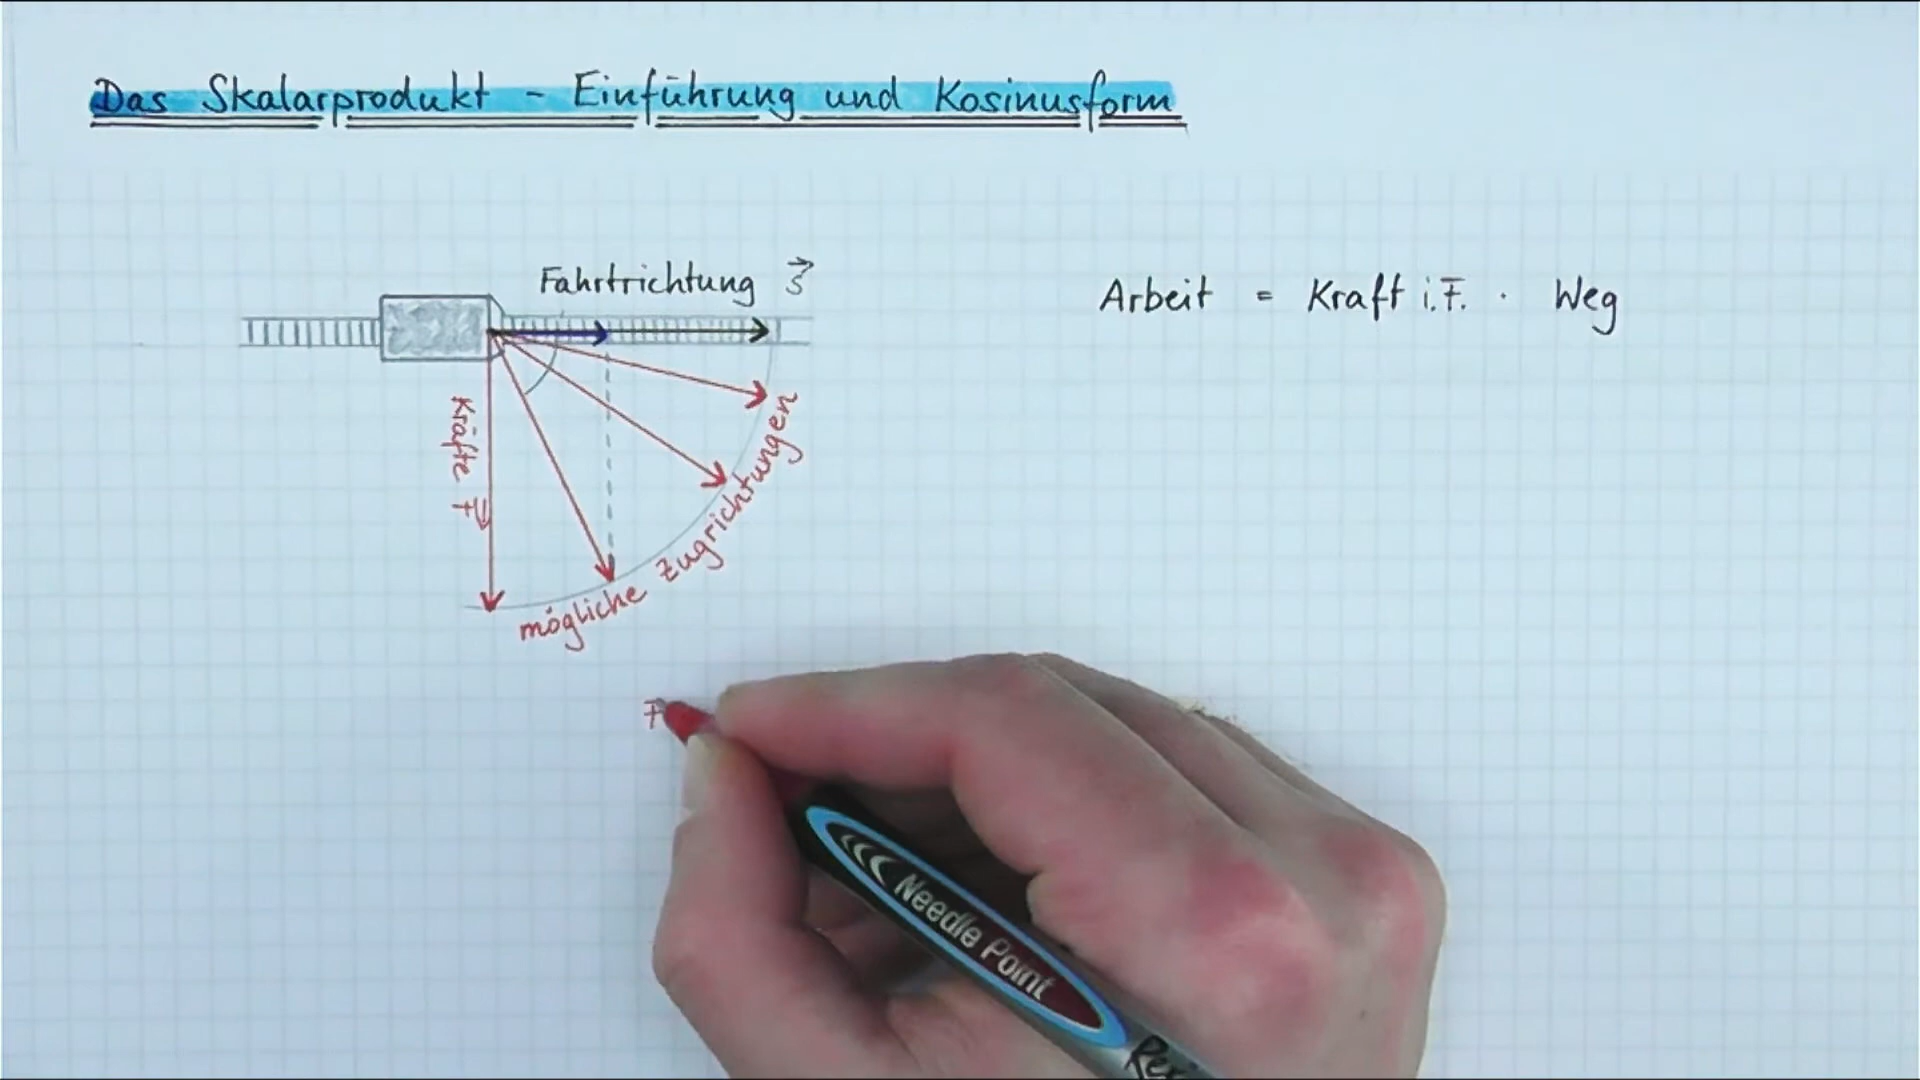 Das Skalarprodukt - Einführung und Kosinusform
Fahrtrichtung s⃗
Arbeit = Kraft i.F. · Weg
Kräfte F⃗
mögliche Zugrichtungen
F
Needle Point